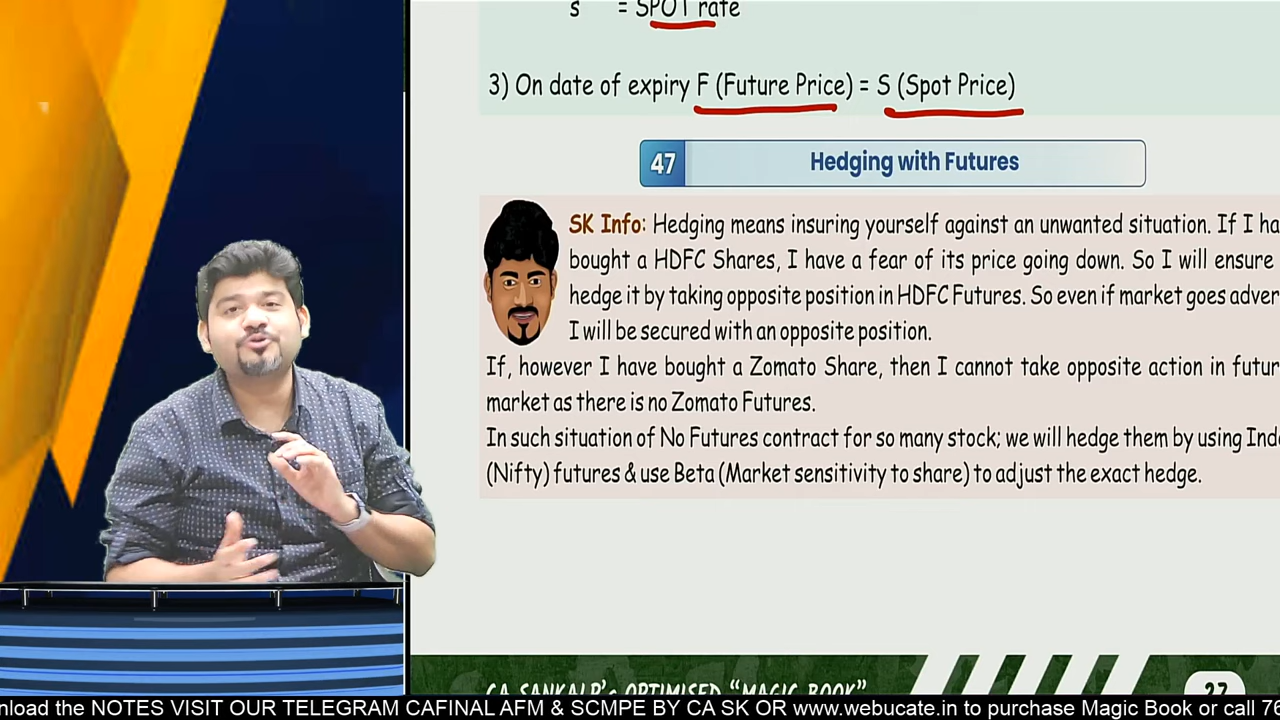 s = SPOT rate
3) On date of expiry F (Future Price) = S (Spot Price)
47 Hedging with Futures
SK Info: Hedging means insuring yourself against an unwanted situation. If I ha
bought a HDFC Shares, I have a fear of its price going down. So I will ensure
hedge it by taking opposite position in HDFC Futures. So even if market goes adver
I will be secured with an opposite position.
If, however I have bought a Zomato Share, then I cannot take opposite action in futur
market as there is no Zomato Futures.
In such situation of No Futures contract for so many stock; we will hedge them by using Ind
(Nifty) futures & use Beta (Market sensitivity to share) to adjust the exact hedge.
CA SANKALP's OPTIMISED "MAGIC BOOK"
27
nload the NOTES VISIT OUR TELEGRAM CAFINAL AFM & SCMPE BY CA SK OR www.webucate.in to purchase Magic Book or call 76